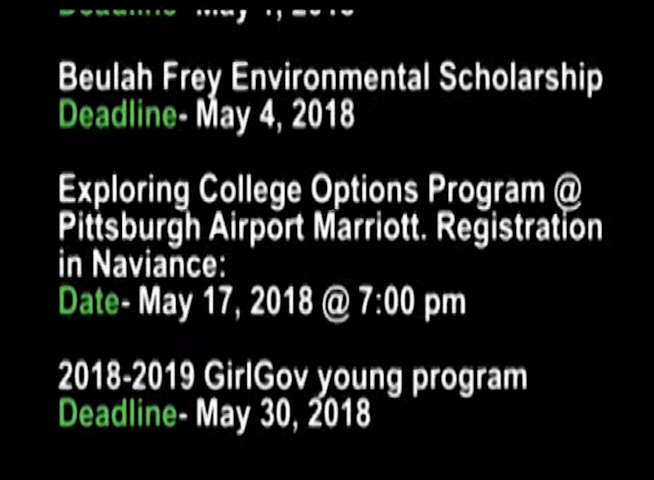 Beulah Frey Environmental Scholarship
Deadline- May 4, 2018
Exploring College Options Program @
Pittsburgh Airport Marriott. Registration
in Naviance:
Date- May 17, 2018 @ 7:00 pm
2018-2019 GirlGov young program
Deadline- May 30, 2018